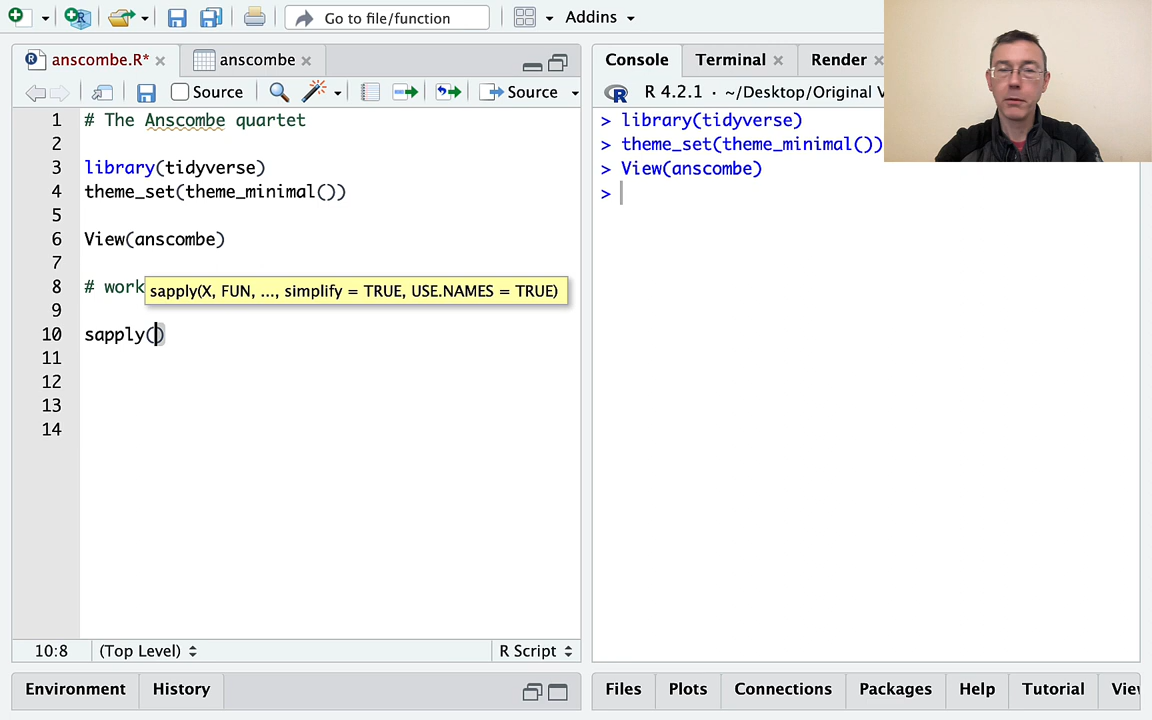 Go to file/function
Addins
anscombe.R*
anscombe
Source
Source
1 # The Anscombe quartet
2
3 library(tidyverse)
4 theme_set(theme_minimal())
5
6 View(anscombe)
7
8 # work
sapply(X, FUN, ..., simplify = TRUE, USE.NAMES = TRUE)
9
10 sapply()
11
12
13
14
10:8
(Top Level)
R Script
Environment
History
Console
Terminal
Render
R 4.2.1 · ~/Desktop/Original V
> library(tidyverse)
> theme_set(theme_minimal())
> View(anscombe)
>
Files
Plots
Connections
Packages
Help
Tutorial